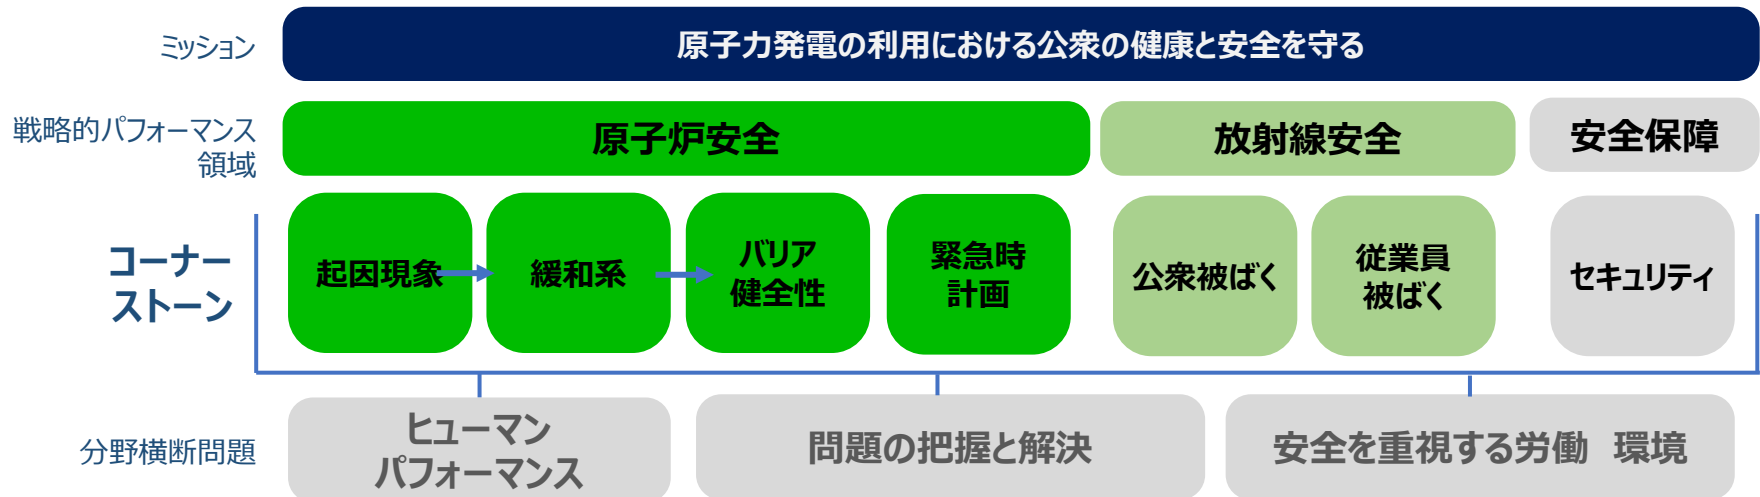 ミッション
原子力発電の利用における公衆の健康と安全を守る
戦略的パフォーマンス
領域
原子炉安全
放射線安全
安全保障
コーナー
ストーン
起因現象
緩和系
バリア
健全性
緊急時
計画
公衆被ばく
従業員
被ばく
セキュリティ
分野横断問題
ヒューマン
パフォーマンス
問題の把握と解決
安全を重視する労働　環境